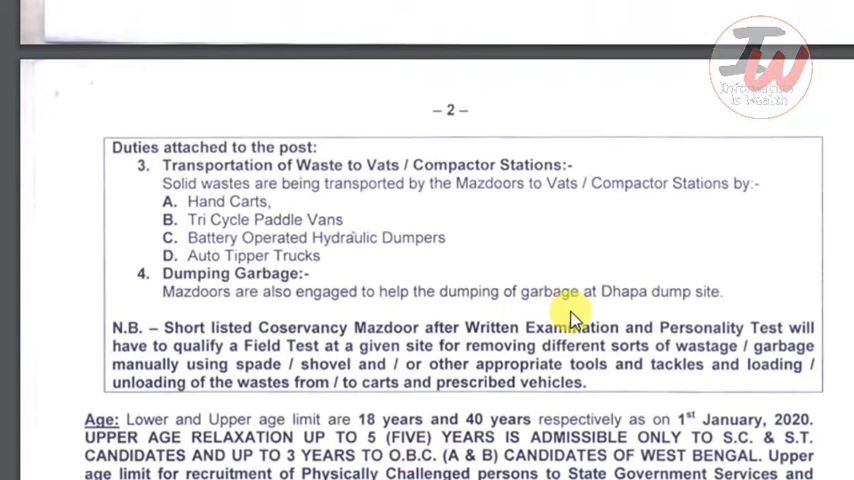 IW
Information
is Wealth
– 2 –
Duties attached to the post:
3. Transportation of Waste to Vats / Compactor Stations:-
Solid wastes are being transported by the Mazdoors to Vats / Compactor Stations by:-
A. Hand Carts,
B. Tri Cycle Paddle Vans
C. Battery Operated Hydraulic Dumpers
D. Auto Tipper Trucks
4. Dumping Garbage:-
Mazdoors are also engaged to help the dumping of garbage at Dhapa dump site.
N.B. – Short listed Coservancy Mazdoor after Written Examination and Personality Test will
have to qualify a Field Test at a given site for removing different sorts of wastage / garbage
manually using spade / shovel and / or other appropriate tools and tackles and loading /
unloading of the wastes from / to carts and prescribed vehicles.
Age: Lower and Upper age limit are 18 years and 40 years respectively as on 1st January, 2020.
UPPER AGE RELAXATION UP TO 5 (FIVE) YEARS IS ADMISSIBLE ONLY TO S.C. & S.T.
CANDIDATES AND UP TO 3 YEARS TO O.B.C. (A & B) CANDIDATES OF WEST BENGAL. Upper
age limit for recruitment of Physically Challenged persons to State Government Services and